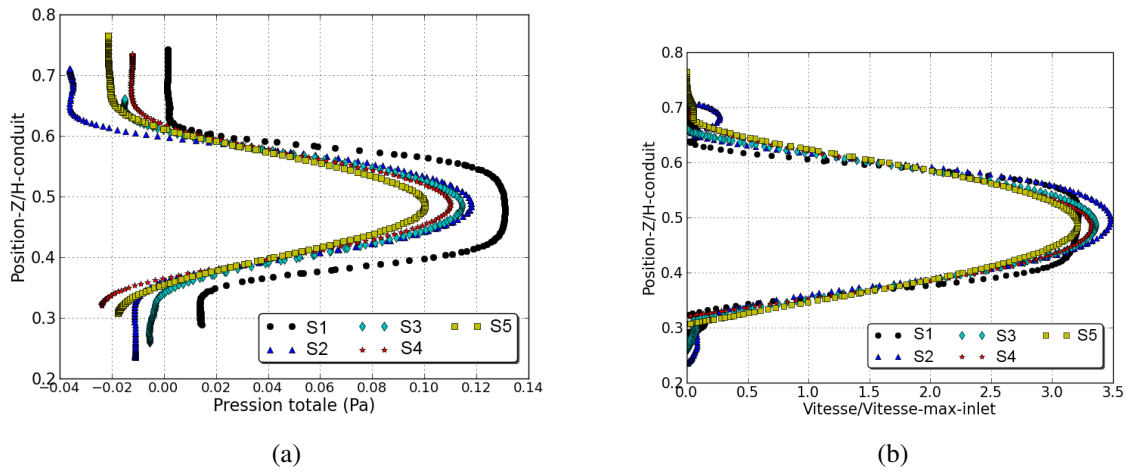 0.8
0.7
0.6
0.5
0.4
0.3
0.2
−0.04 −0.02 0.00 0.02 0.04 0.06 0.08 0.10 0.12 0.14
Position-Z/H-conduit
Pression totale (Pa)
S1 S3 S5
S2 S4
(a)
0.8
0.7
0.6
0.5
0.4
0.3
0.2
0.0 0.5 1.0 1.5 2.0 2.5 3.0 3.5
Position-Z/H-conduit
Vitesse/Vitesse-max-inlet
S1 S3 S5
S2 S4
(b)